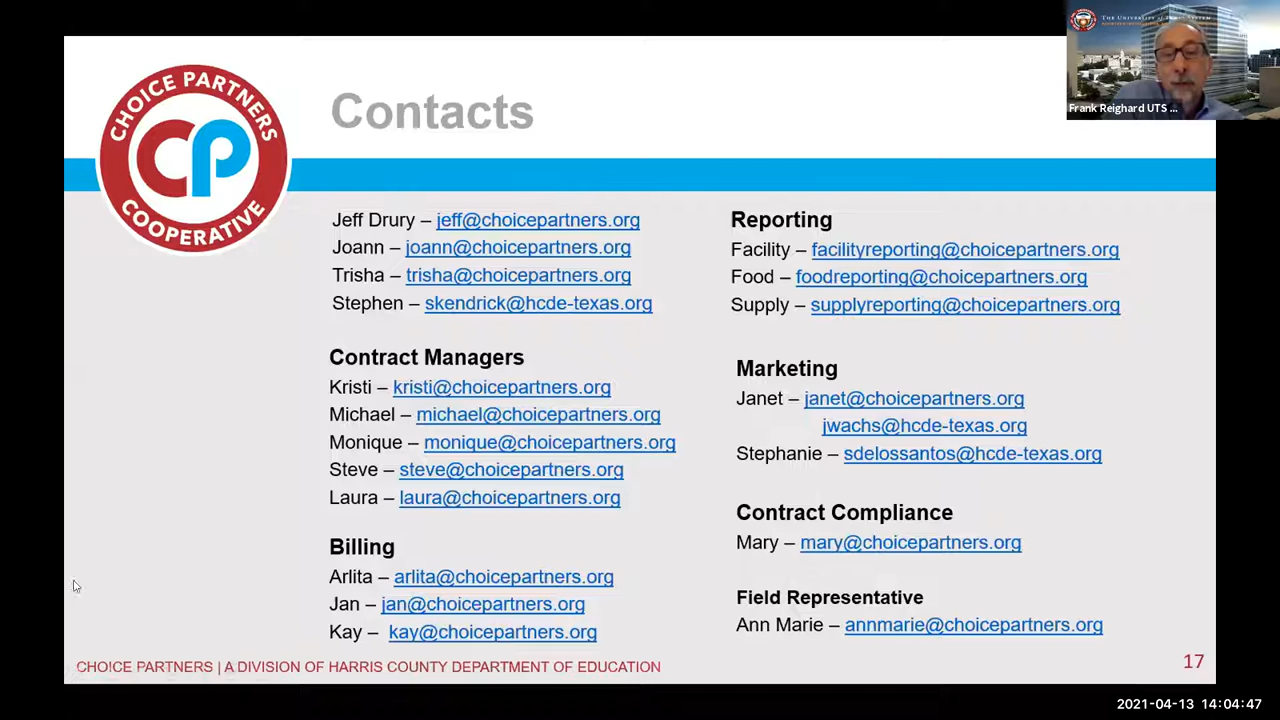 CHOICE PARTNERS
CP
COOPERATIVE
Contacts
Jeff Drury – jeff@choicepartners.org
Joann – joann@choicepartners.org
Trisha – trisha@choicepartners.org
Stephen – skendrick@hcde-texas.org
Contract Managers
Kristi – kristi@choicepartners.org
Michael – michael@choicepartners.org
Monique – monique@choicepartners.org
Steve – steve@choicepartners.org
Laura – laura@choicepartners.org
Billing
Arlita – arlita@choicepartners.org
Jan – jan@choicepartners.org
Kay – kay@choicepartners.org
Reporting
Facility – facilityreporting@choicepartners.org
Food – foodreporting@choicepartners.org
Supply – supplyreporting@choicepartners.org
Marketing
Janet – janet@choicepartners.org
jwachs@hcde-texas.org
Stephanie – sdelossantos@hcde-texas.org
Contract Compliance
Mary – mary@choicepartners.org
Field Representative
Ann Marie – annmarie@choicepartners.org
CHOICE PARTNERS | A DIVISION OF HARRIS COUNTY DEPARTMENT OF EDUCATION
17
THE UNIVERSITY of TEXAS SYSTEM
Frank Reighard UTS ...
2021-04-13 14:04:47